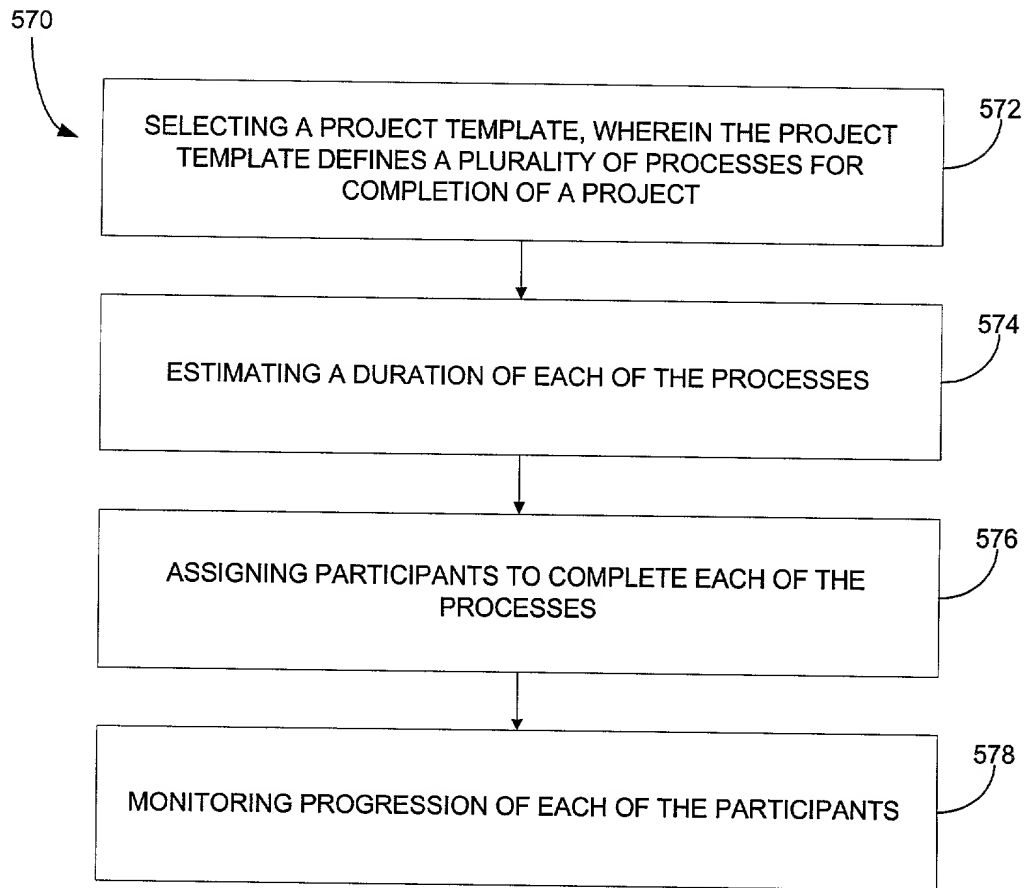 570
572
SELECTING A PROJECT TEMPLATE, WHEREIN THE PROJECT
TEMPLATE DEFINES A PLURALITY OF PROCESSES FOR
COMPLETION OF A PROJECT
574
ESTIMATING A DURATION OF EACH OF THE PROCESSES
576
ASSIGNING PARTICIPANTS TO COMPLETE EACH OF THE
PROCESSES
578
MONITORING PROGRESSION OF EACH OF THE PARTICIPANTS